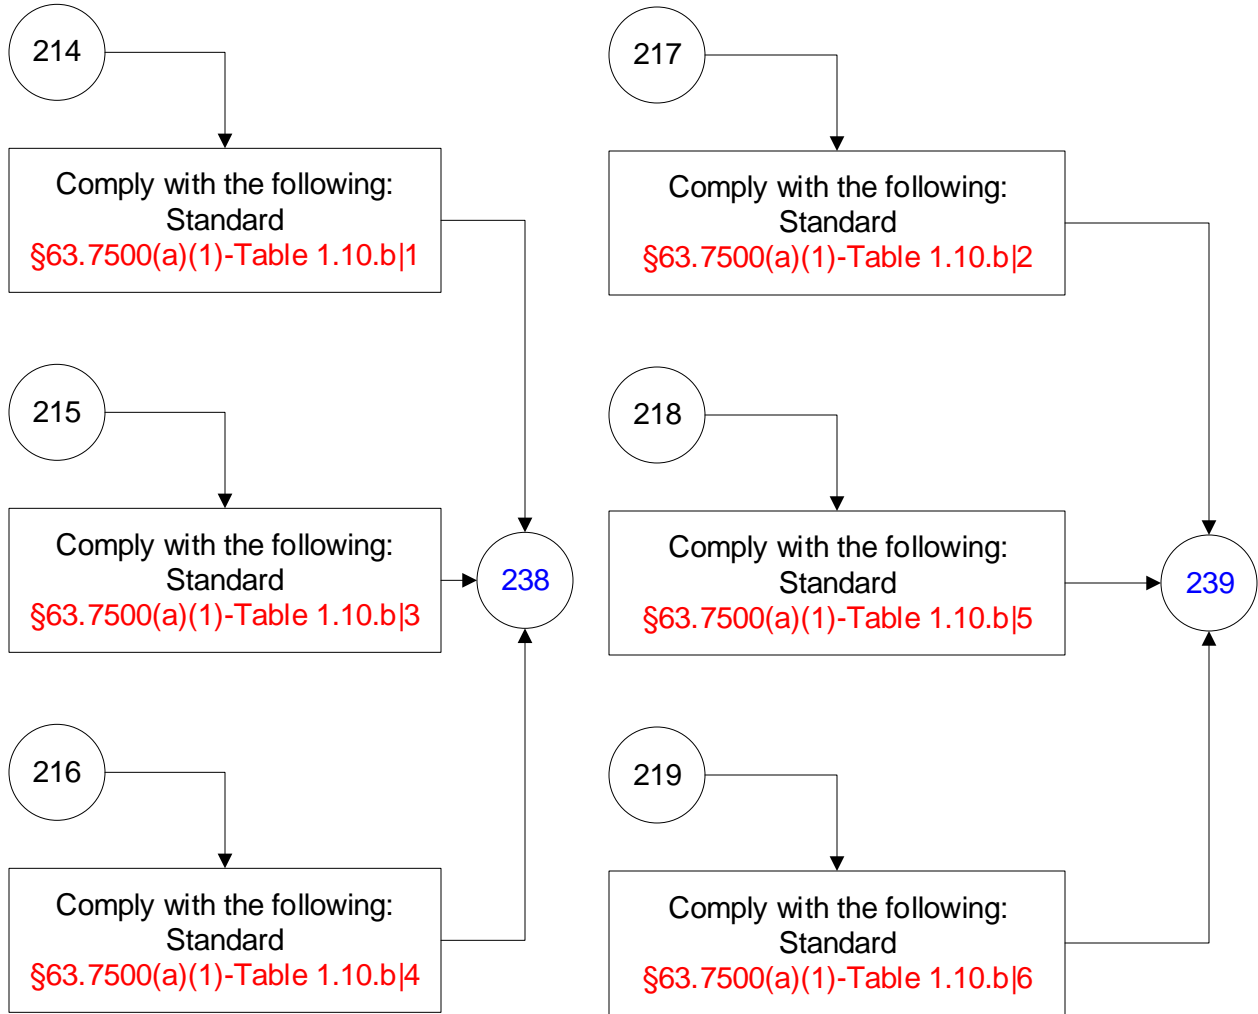 214
Comply with the following:
Standard
§63.7500(a)(1)-Table 1.10.b|1
215
Comply with the following:
Standard
§63.7500(a)(1)-Table 1.10.b|3
238
216
Comply with the following:
Standard
§63.7500(a)(1)-Table 1.10.b|4
217
Comply with the following:
Standard
§63.7500(a)(1)-Table 1.10.b|2
218
Comply with the following:
Standard
§63.7500(a)(1)-Table 1.10.b|5
239
219
Comply with the following:
Standard
§63.7500(a)(1)-Table 1.10.b|6